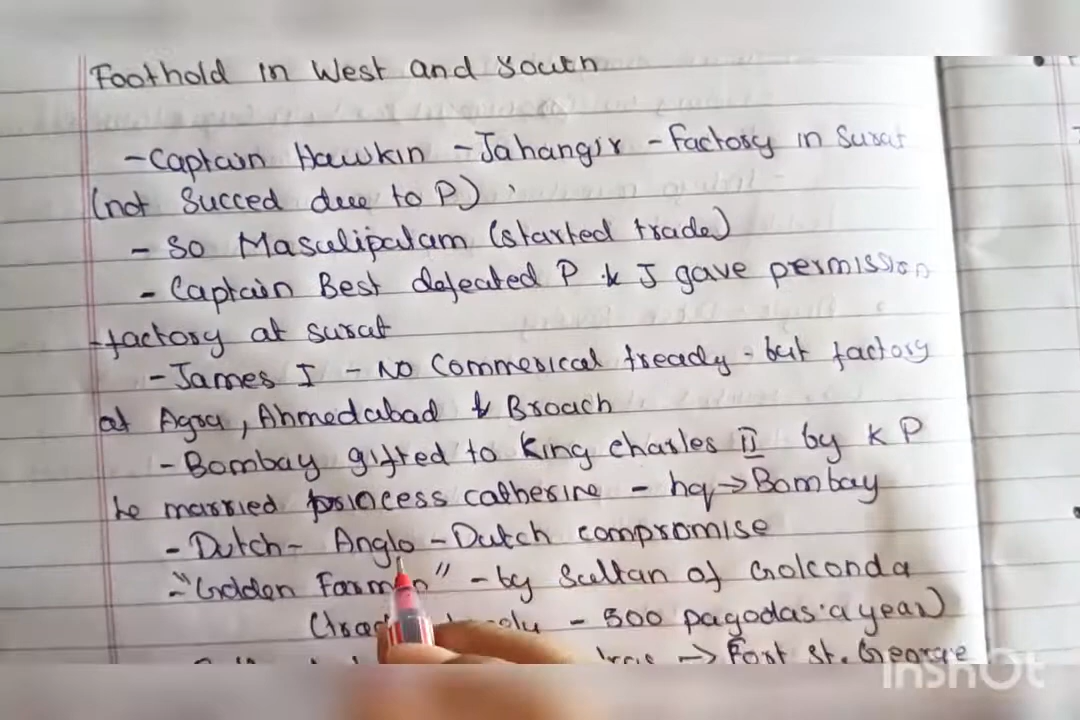 Foothold in West and South
- Captain Hawkin - Jahangir - Factory in Surat
(not Succed due to P)
- So Masulipatam (started trade)
- Captain Best defeated P & J gave permission
factory at surat
- James I - No Commerical tready - but factory
at Agra, Ahmedabad & Broach
- Bombay gifted to King charles II by K P
he married princess catherine - hq → Bombay
- Dutch - Anglo - Dutch compromise
- "Golden Farman" - by Sultan of Golconda
- 500 pagodas a year)
→ Fort St. George
InShOt